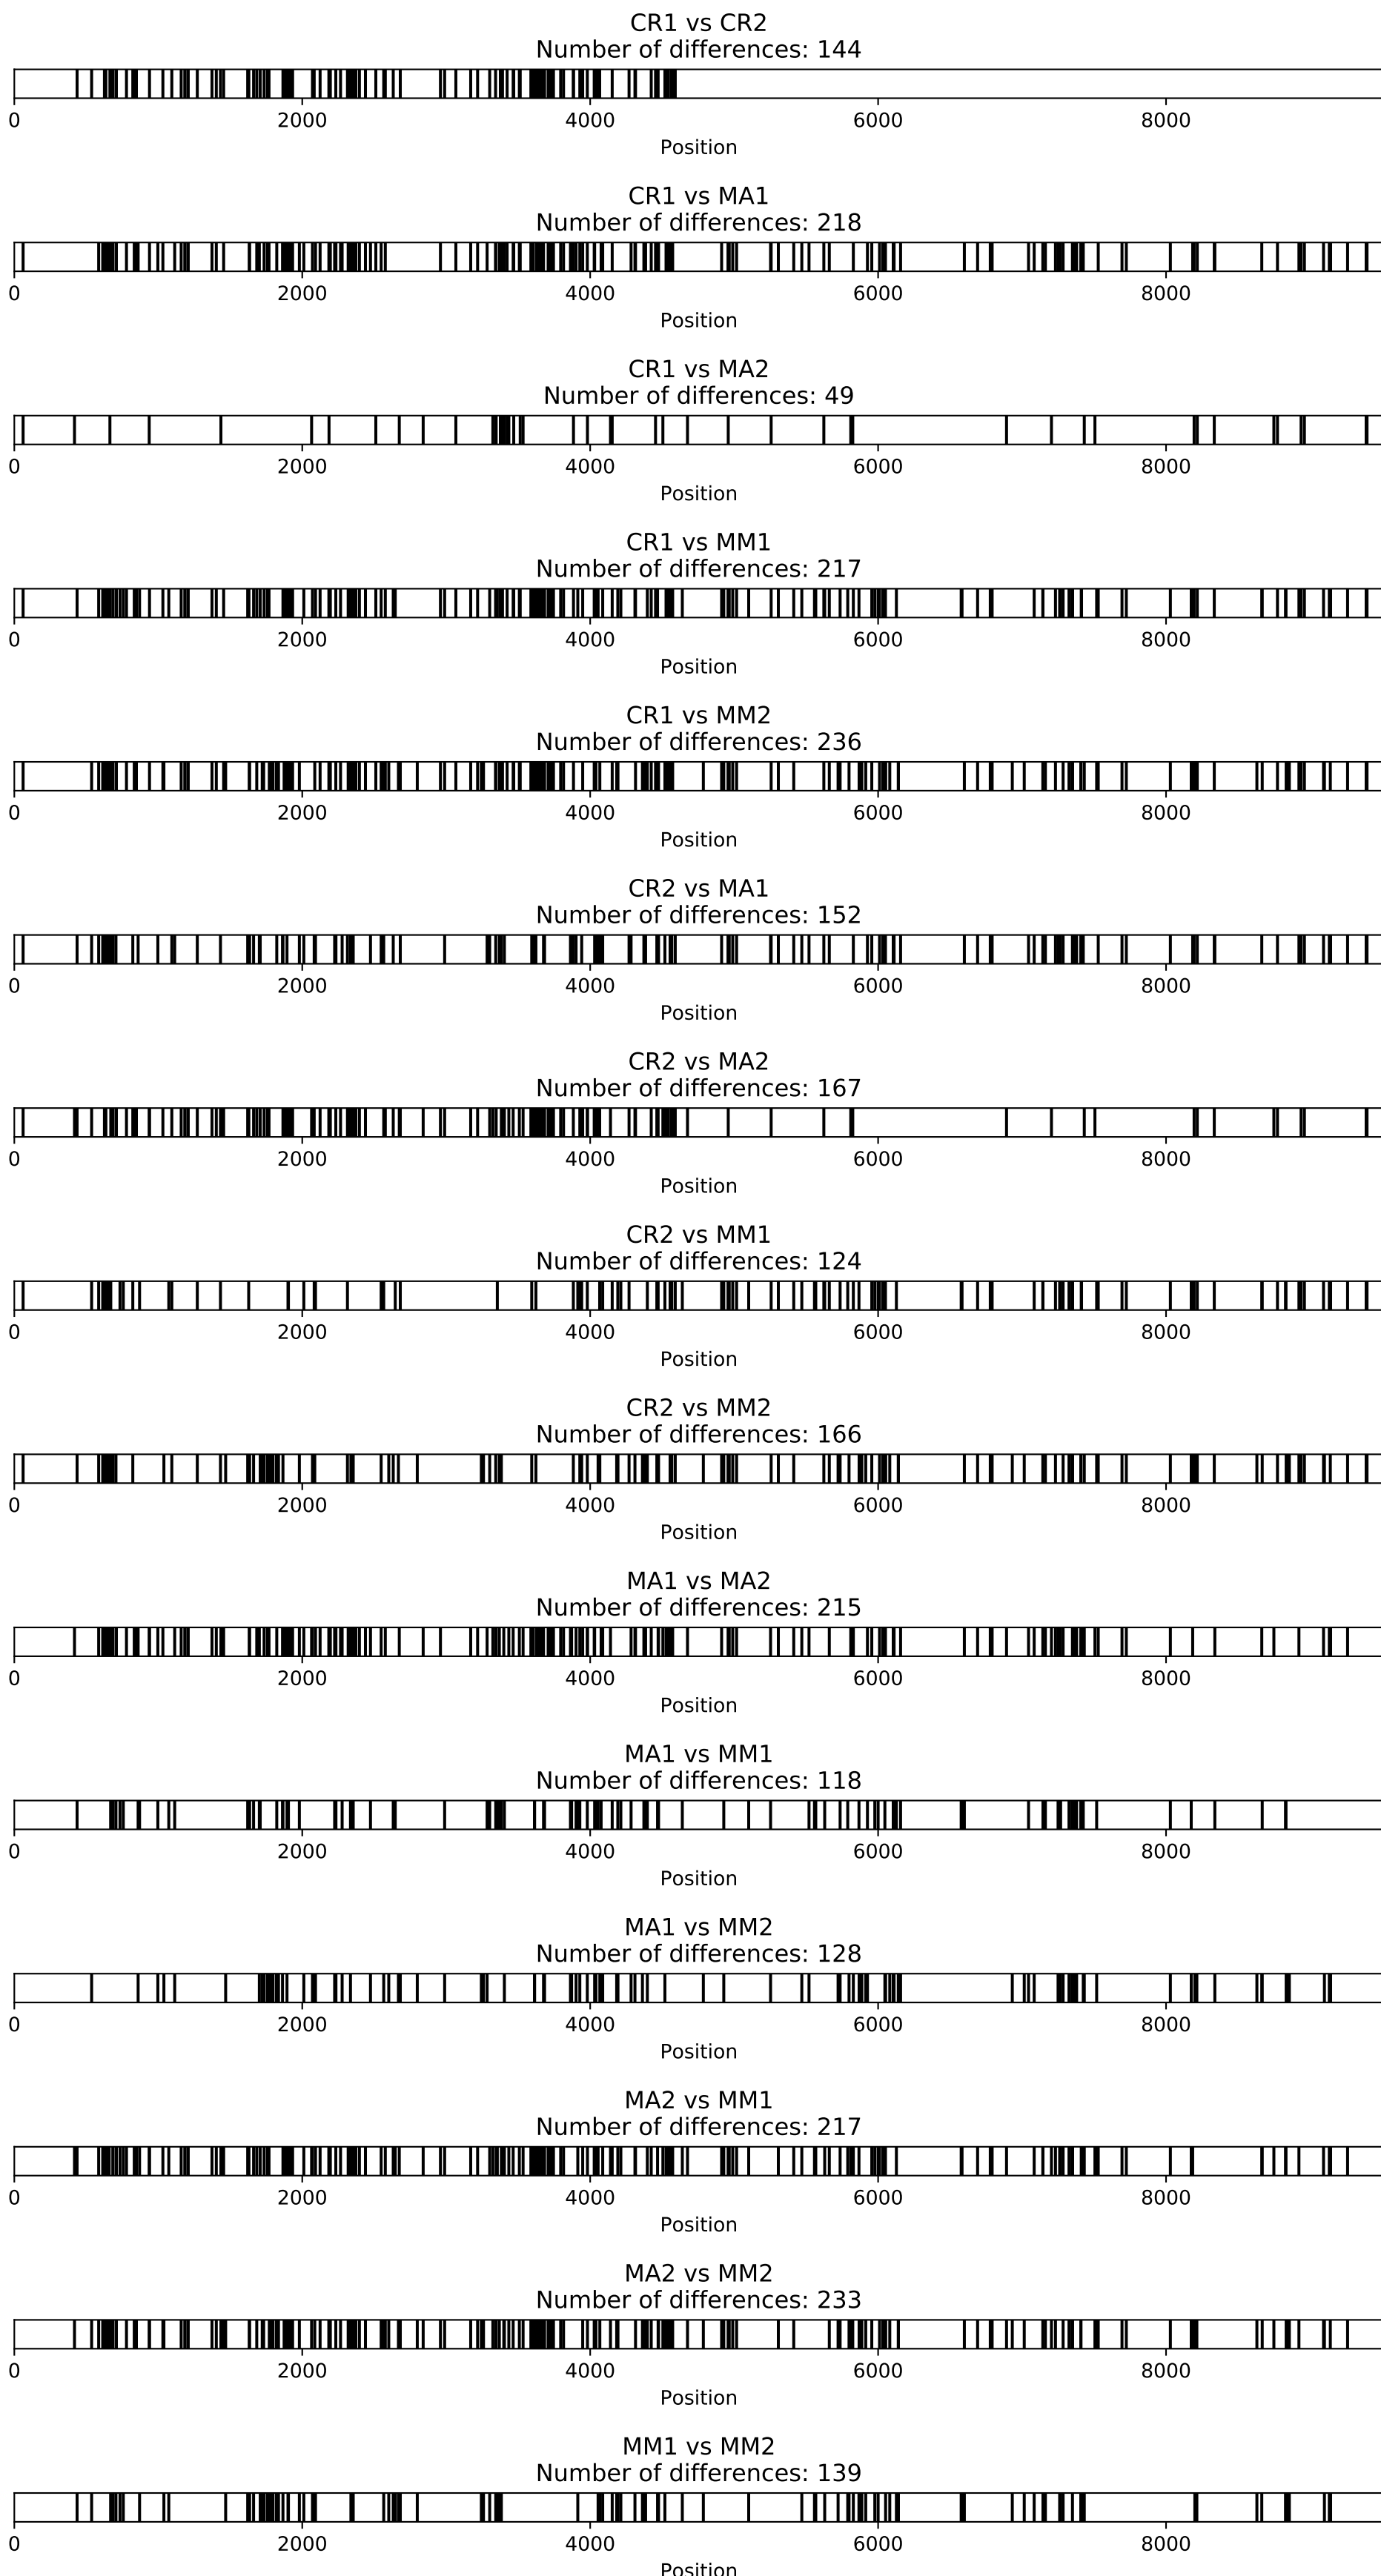 CR1 vs CR2
Number of differences: 144
0 2000 4000 6000 8000
Position
CR1 vs MA1
Number of differences: 218
0 2000 4000 6000 8000
Position
CR1 vs MA2
Number of differences: 49
0 2000 4000 6000 8000
Position
CR1 vs MM1
Number of differences: 217
0 2000 4000 6000 8000
Position
CR1 vs MM2
Number of differences: 236
0 2000 4000 6000 8000
Position
CR2 vs MA1
Number of differences: 152
0 2000 4000 6000 8000
Position
CR2 vs MA2
Number of differences: 167
0 2000 4000 6000 8000
Position
CR2 vs MM1
Number of differences: 124
0 2000 4000 6000 8000
Position
CR2 vs MM2
Number of differences: 166
0 2000 4000 6000 8000
Position
MA1 vs MA2
Number of differences: 215
0 2000 4000 6000 8000
Position
MA1 vs MM1
Number of differences: 118
0 2000 4000 6000 8000
Position
MA1 vs MM2
Number of differences: 128
0 2000 4000 6000 8000
Position
MA2 vs MM1
Number of differences: 217
0 2000 4000 6000 8000
Position
MA2 vs MM2
Number of differences: 233
0 2000 4000 6000 8000
Position
MM1 vs MM2
Number of differences: 139
0 2000 4000 6000 8000
Position